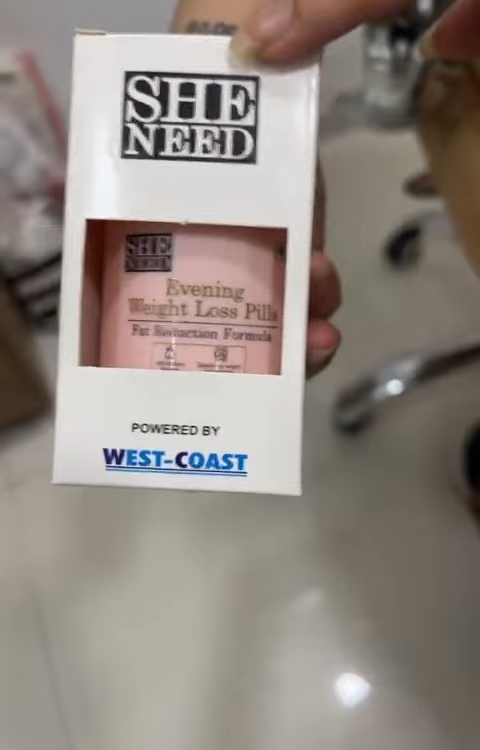 SHE
NEED
SHE
NEED
Evening
Weight Loss Pills
Fat Reduction Formula
POWERED BY
WEST-COAST